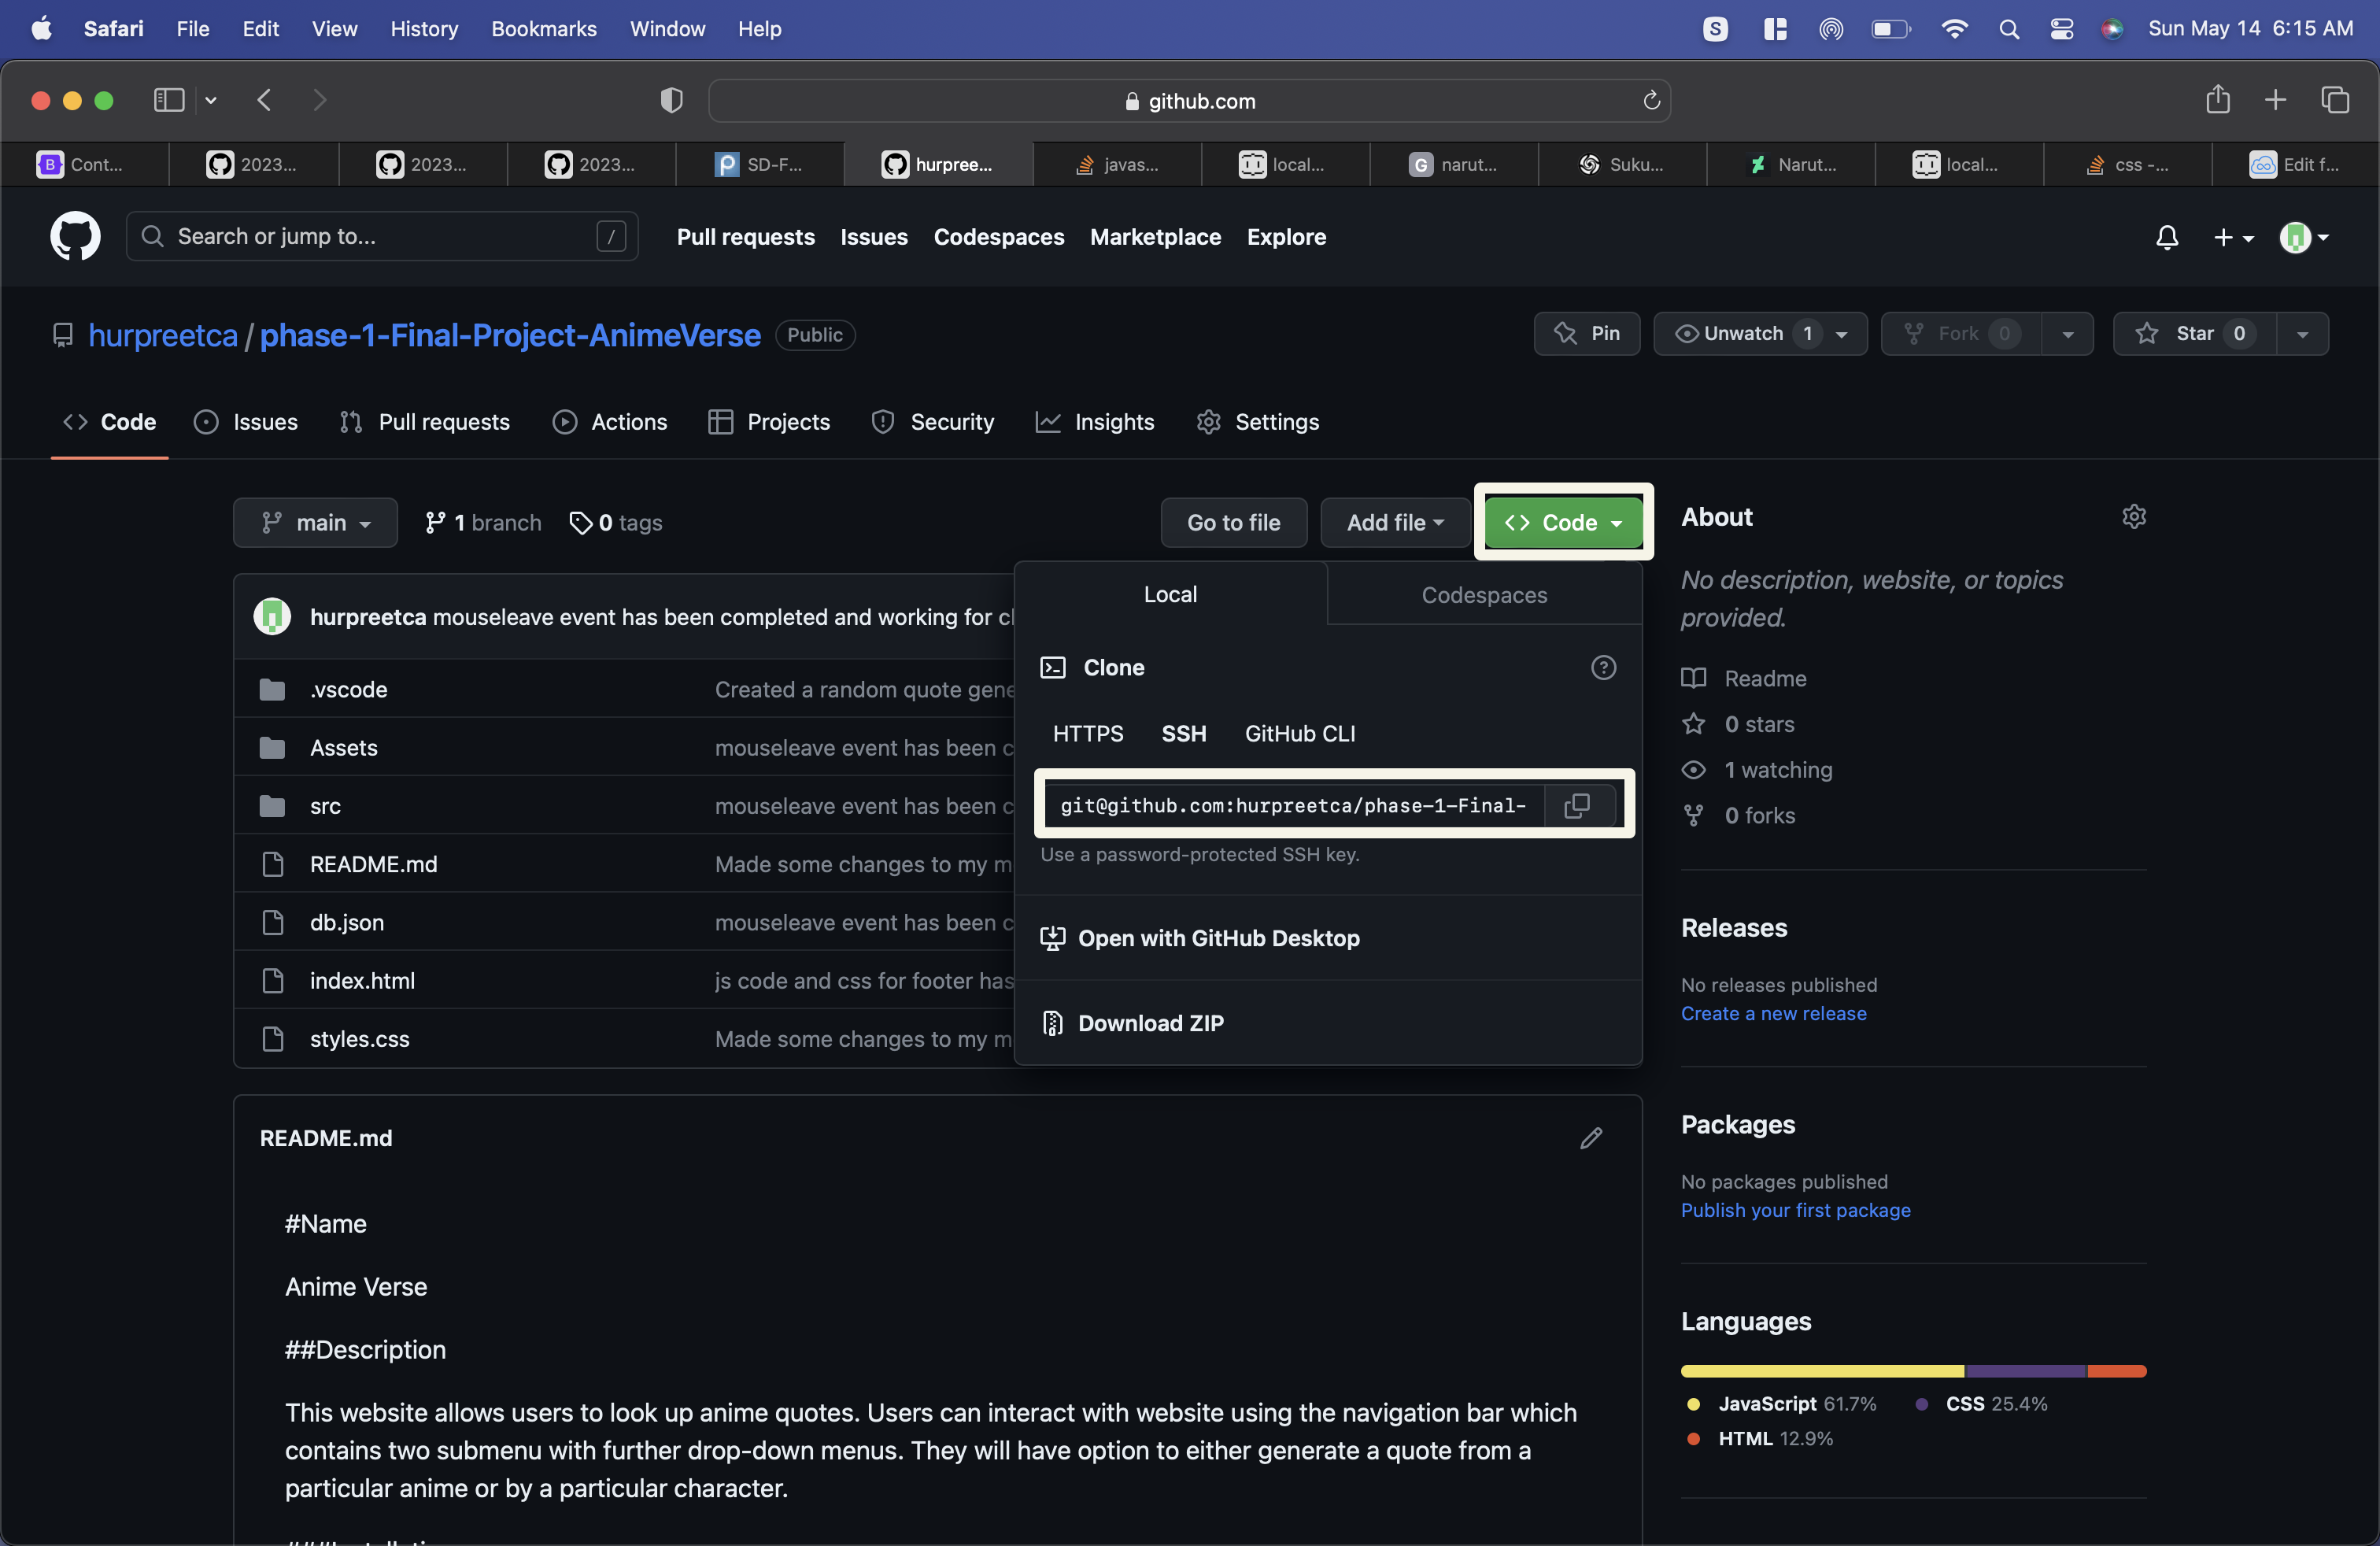 Safari File Edit View History Bookmarks Window Help
S
Sun May 14 6:15 AM
github.com
B Cont...
2023...
2023...
2023...
P SD-F...
hurpree...
javas...
local...
G narut...
Suku...
Narut...
local...
css -...
Edit f...
Search or jump to... /
Pull requests Issues Codespaces Marketplace Explore
hurpreetca / phase-1-Final-Project-AnimeVerse Public
Pin Unwatch 1 Fork 0 Star 0
Code Issues Pull requests Actions Projects Security Insights Settings
main 1 branch 0 tags
Go to file Add file Code
hurpreetca mouseleave event has been completed and working for
.vscode Created a random quote gene
Assets mouseleave event has been c
src mouseleave event has been c
README.md Made some changes to my m
db.json mouseleave event has been c
index.html js code and css for footer has
styles.css Made some changes to my m
Local Codespaces
Clone
HTTPS SSH GitHub CLI
git@github.com:hurpreetca/phase-1-Final-
Use a password-protected SSH key.
Open with GitHub Desktop
Download ZIP
About
No description, website, or topics
provided.
Readme
0 stars
1 watching
0 forks
Releases
No releases published
Create a new release
Packages
No packages published
Publish your first package
Languages
JavaScript 61.7% CSS 25.4%
HTML 12.9%
README.md
#Name
Anime Verse
##Description
This website allows users to look up anime quotes. Users can interact with website using the navigation bar which
contains two submenu with further drop-down menus. They will have option to either generate a quote from a
particular anime or by a particular character.